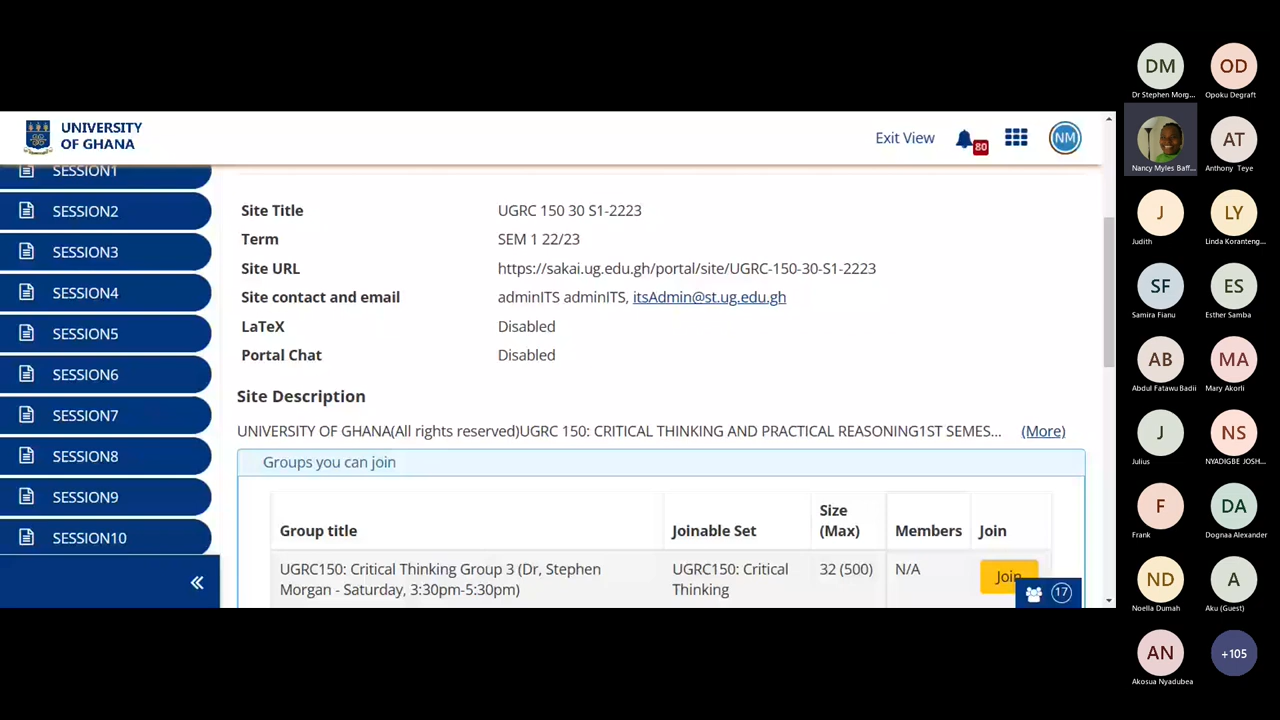 UNIVERSITY
OF GHANA
Exit View
80
NM
SESSION1
SESSION2
SESSION3
SESSION4
SESSION5
SESSION6
SESSION7
SESSION8
SESSION9
SESSION10
Site Title UGRC 150 30 S1-2223
Term SEM 1 22/23
Site URL https://sakai.ug.edu.gh/portal/site/UGRC-150-30-S1-2223
Site contact and email adminITS adminITS, itsAdmin@st.ug.edu.gh
LaTeX Disabled
Portal Chat Disabled
Site Description
UNIVERSITY OF GHANA(All rights reserved)UGRC 150: CRITICAL THINKING AND PRACTICAL REASONING1ST SEMES... (More)
Groups you can join
Group title Joinable Set Size (Max) Members Join
UGRC150: Critical Thinking Group 3 (Dr, Stephen Morgan - Saturday, 3:30pm-5:30pm) UGRC150: Critical Thinking 32 (500) N/A Join
17
DM OD
Dr Stephen Morg... Opoku Degraft
AT
Nancy Myles Baff... Anthony Teye
J LY
Judith Linda Koranteng...
SF ES
Samira Fianu Esther Samba
AB MA
Abdul Fatawu Badii Mary Akorli
J NS
Julius NYADIGBE JOSH...
F DA
Frank Dognaa Alexander
ND A
Noella Dumah Aku (Guest)
AN +105
Akosua Nyadubea